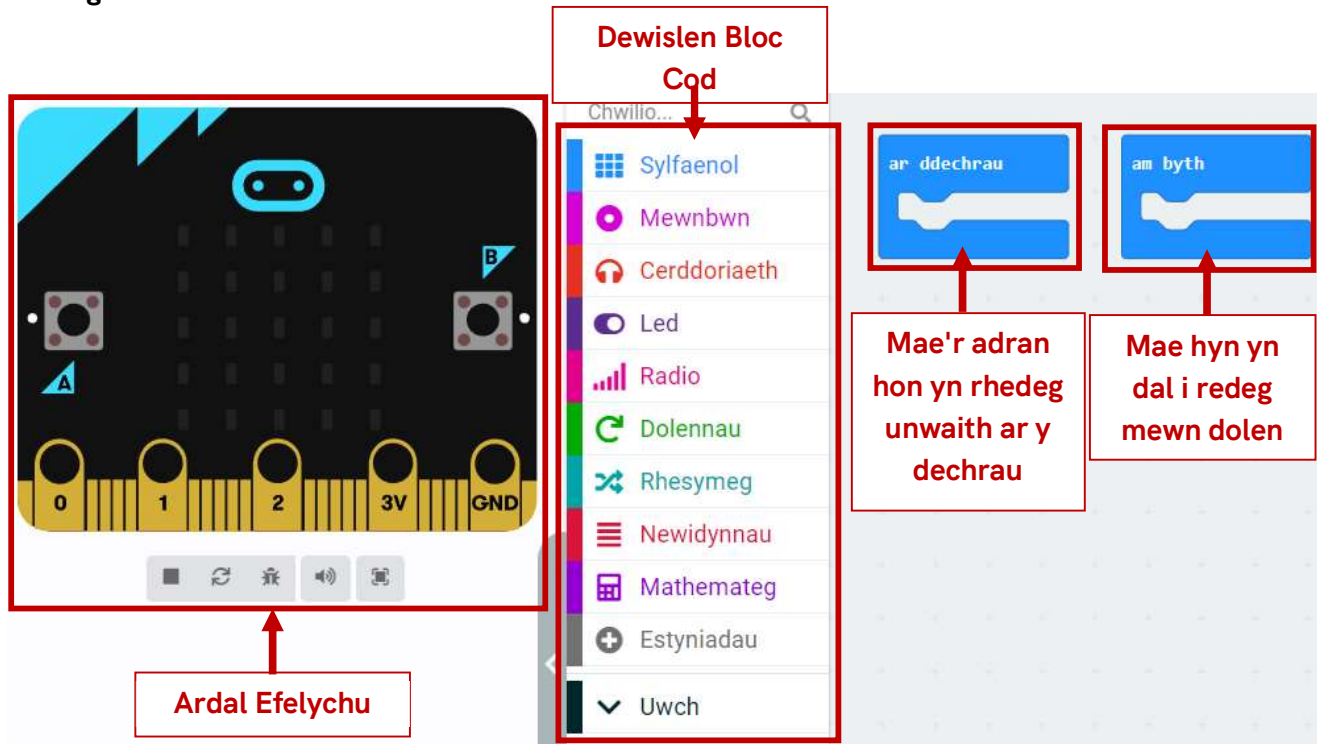 Dewislen Bloc
Cod
Chwilio...
Sylfaenol
Mewnbwn
Cerddoriaeth
Led
Radio
Dolennau
Rhesymeg
Newidynnau
Mathemateg
Estyniadau
Uwch
B
A
0
1
2
3V
GND
Ardal Efelychu
ar ddechrau
am byth
Mae'r adran
hon yn rhedeg
unwaith ar y
dechrau
Mae hyn yn
dal i redeg
mewn dolen